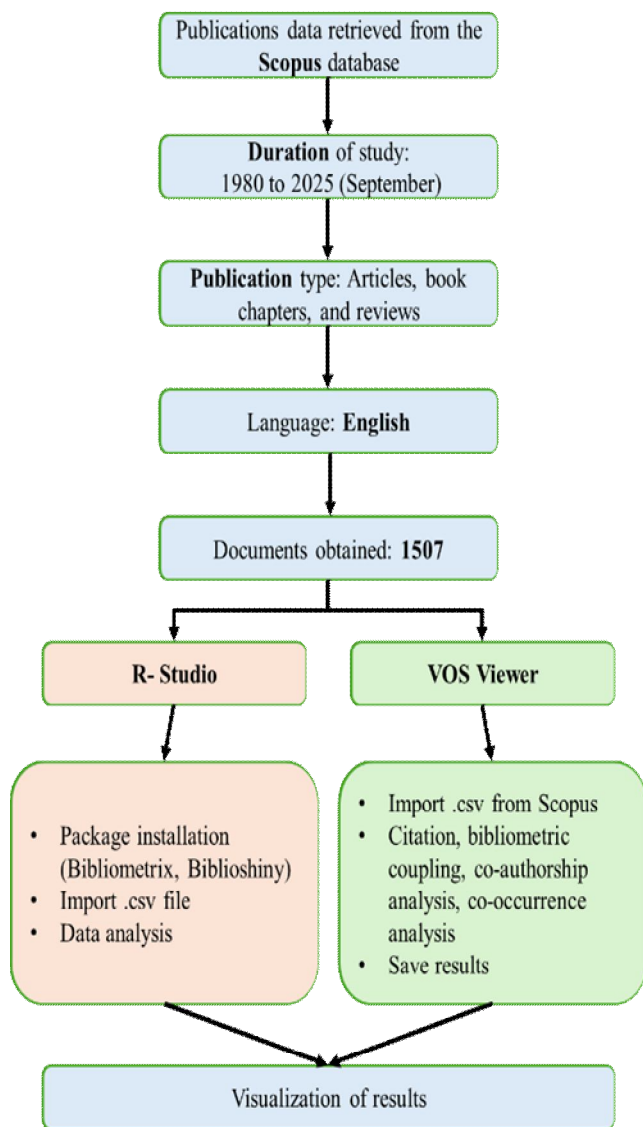 Publications data retrieved from the
Scopus database
Duration of study:
1980 to 2025 (September)
Publication type: Articles, book
chapters, and reviews
Language: English
Documents obtained: 1507
R- Studio
VOS Viewer
• Package installation
(Bibliometrix, Biblioshiny)
• Import .csv file
• Data analysis
• Import .csv from Scopus
• Citation, bibliometric
coupling, co-authorship
analysis, co-occurrence
analysis
• Save results
Visualization of results